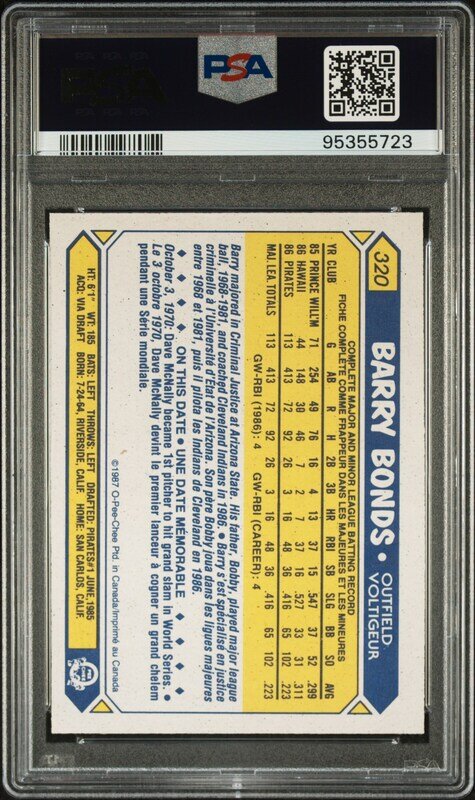 PSA
95355723
320
BARRY BONDS • OUTFIELD
VOLTIGEUR
COMPLETE MAJOR AND MINOR LEAGUE BATTING RECORD
FICHE COMPLÈTE COMME FRAPPEUR DANS LES MAJEURES ET LES MINEURES
YR CLUB G AB R H 2B 3B HR RBI SB SLG BB SO AVG
85 PRINCE WILL'M 71 254 49 76 16 4 13 37 15 .547 37 52 .299
86 HAWAII 44 148 30 46 7 2 7 37 16 .527 33 31 .311
86 PIRATES 113 413 72 92 26 3 16 48 36 .416 65 102 .223
MAJ. LEA. TOTALS 113 413 72 92 26 3 16 48 36 .416 65 102 .223
GW-RBI (1986): 4 GW-RBI (CAREER): 4
Barry majored in Criminal Justice at Arizona State. His father, Bobby, played major league
ball, 1968-1981, and coached Cleveland Indians in 1986. • Barry s'est spécialisé en justice
criminelle à l'Université d'État de l'Arizona. Son père Bobby joua dans les ligues majeures
entre 1968 et 1981, puis il pilota les Indians de Cleveland en 1986.
♦ ♦ ♦ ♦ ON THIS DATE • UNE DATE MÉMORABLE ♦ ♦ ♦ ♦
October 3, 1970: Dave McNally became 1st pitcher to hit grand slam in World Series. •
Le 3 octobre 1970: Dave McNally devint le premier lanceur à cogner un grand chelem
pendant une Série mondiale.
©1987 O-Pee-Chee Ptd. in Canada/Imprimé au Canada
HT: 6'1" WT: 185 BATS: LEFT THROWS: LEFT DRAFTED: PIRATES#1 JUNE, 1985
ACQ: VIA DRAFT BORN: 7-24-64, RIVERSIDE, CALIF. HOME: SAN CARLOS, CALIF.
PSA